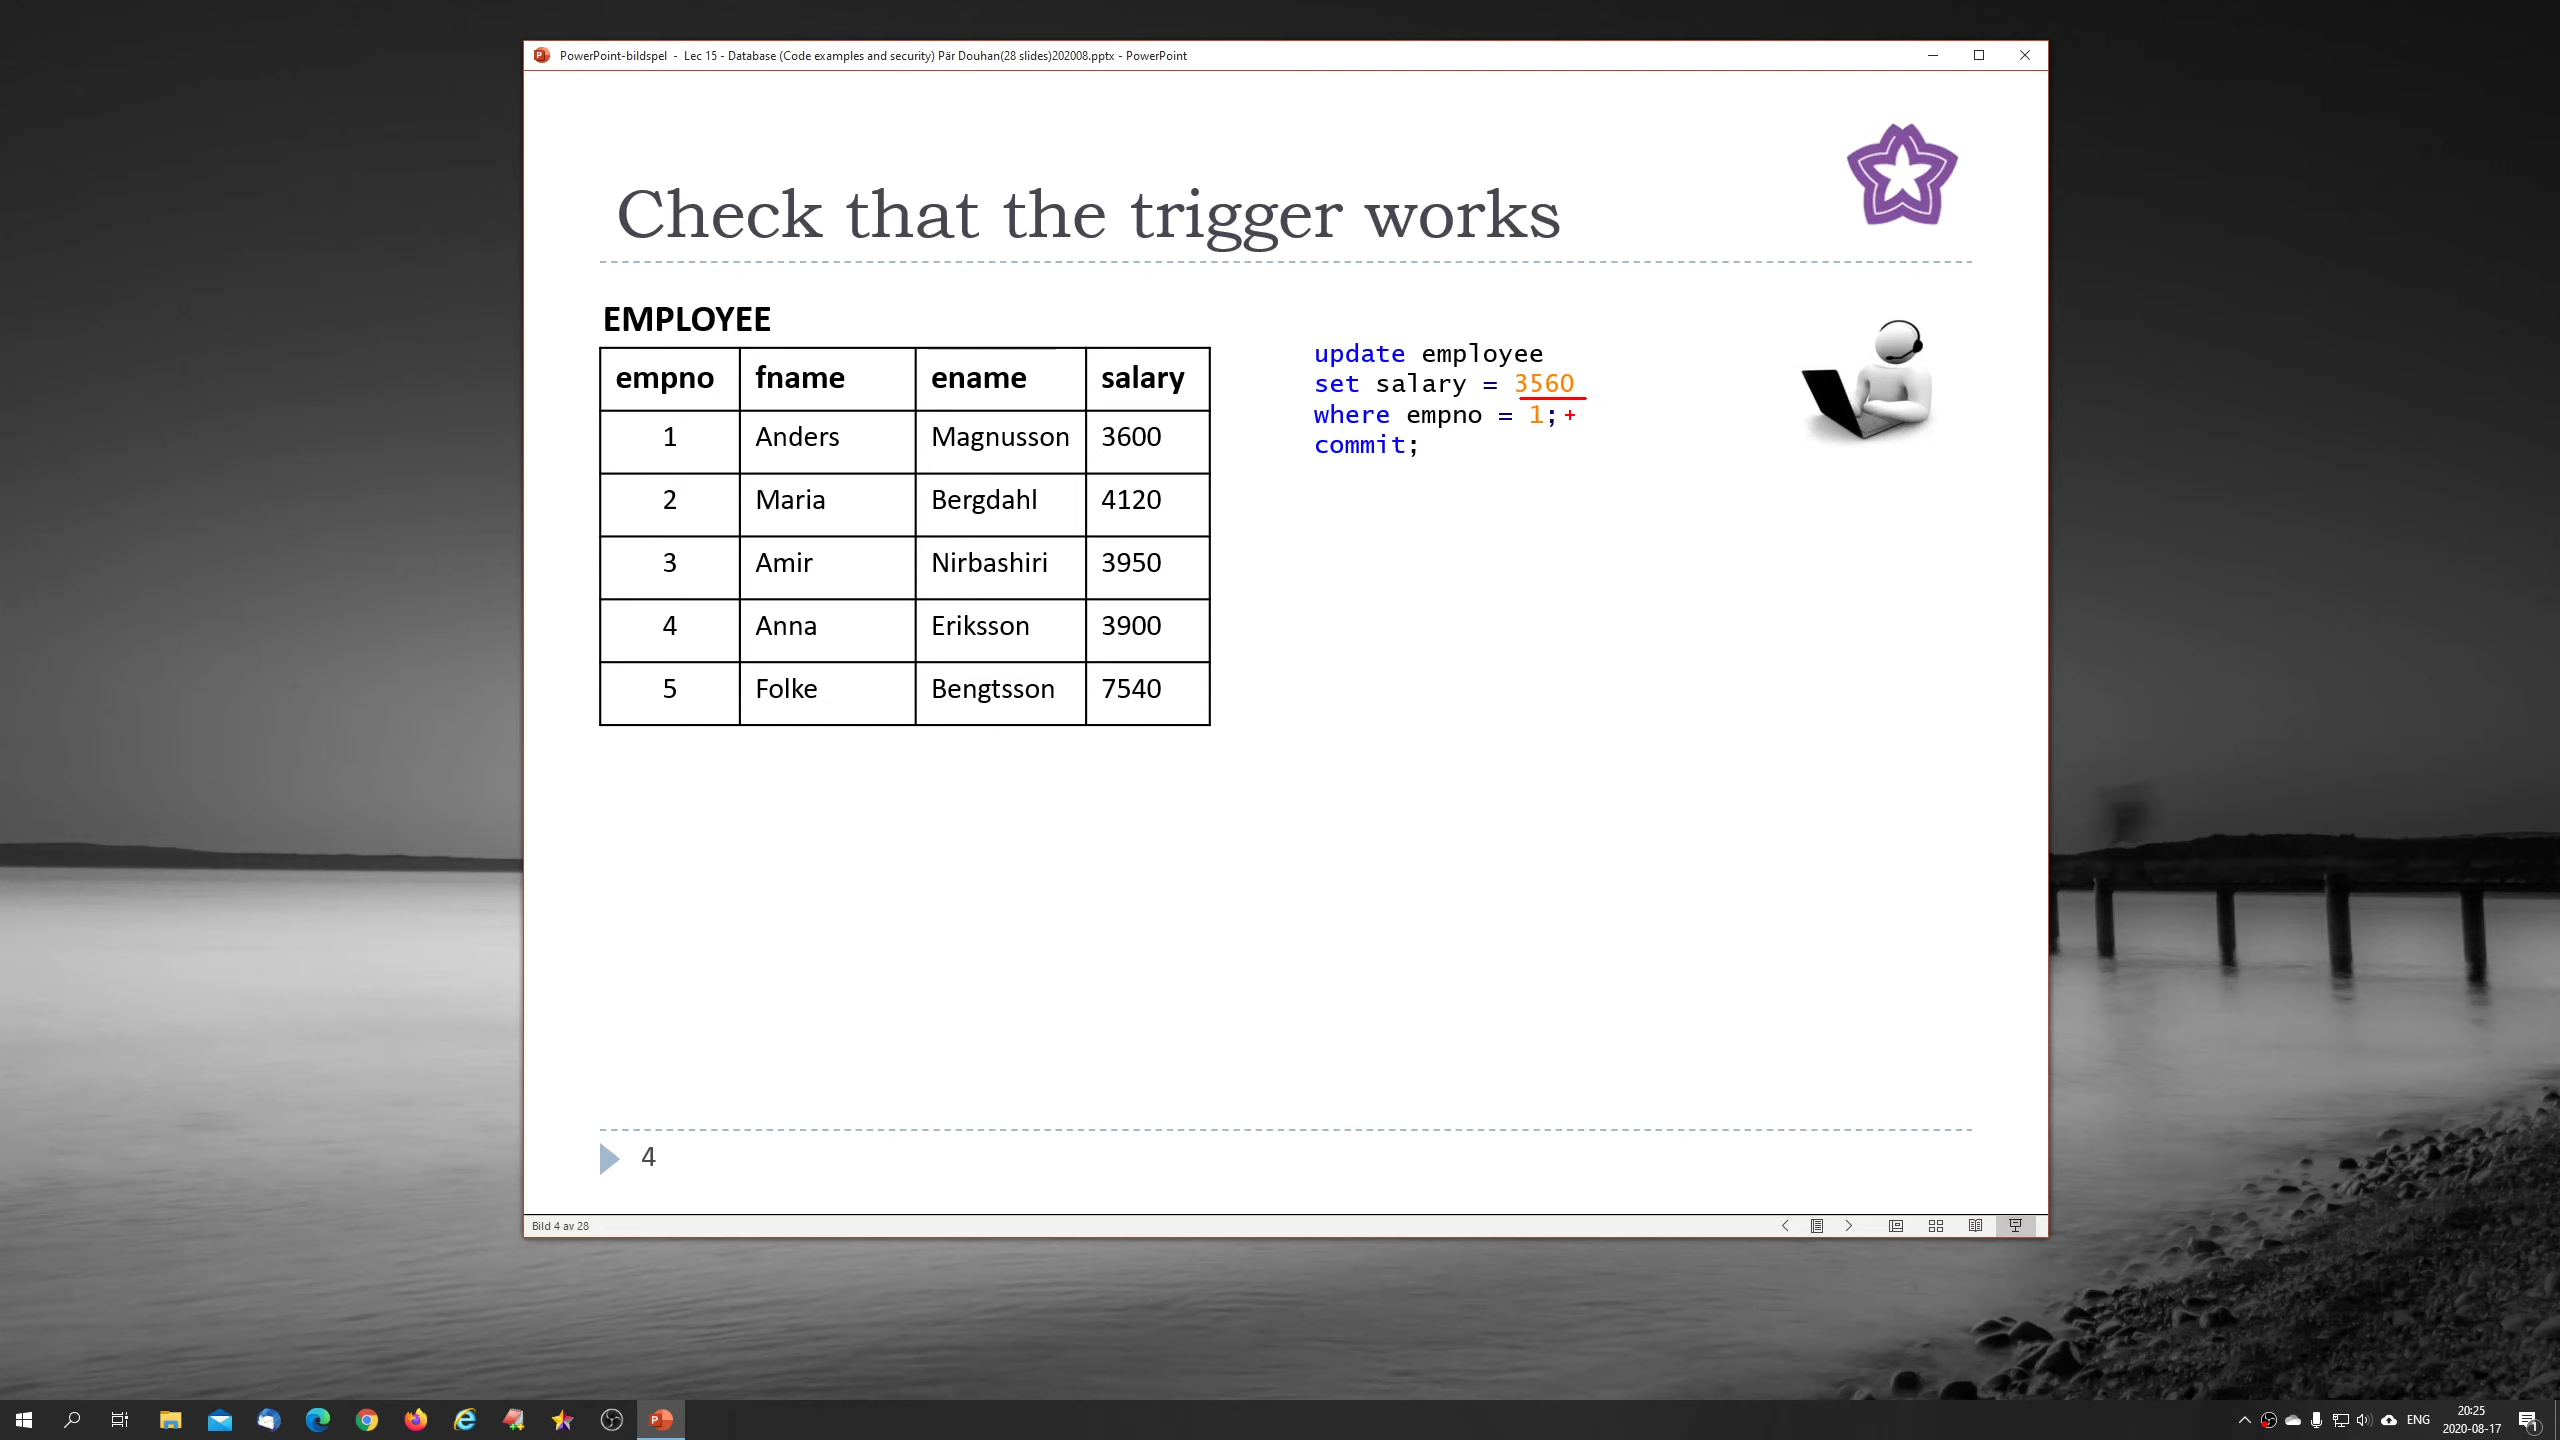 PowerPoint-bildspel - Lec 15 - Database (Code examples and security) Pär Douhan(28 slides)202008.pptx - PowerPoint
Check that the trigger works
EMPLOYEE
empno fname ename salary
1 Anders Magnusson 3600
2 Maria Bergdahl 4120
3 Amir Nirbashiri 3950
4 Anna Eriksson 3900
5 Folke Bengtsson 7540
update employee
set salary = 3560
where empno = 1;
commit;
4
Bild 4 av 28
ENG
20:25
2020-08-17
1